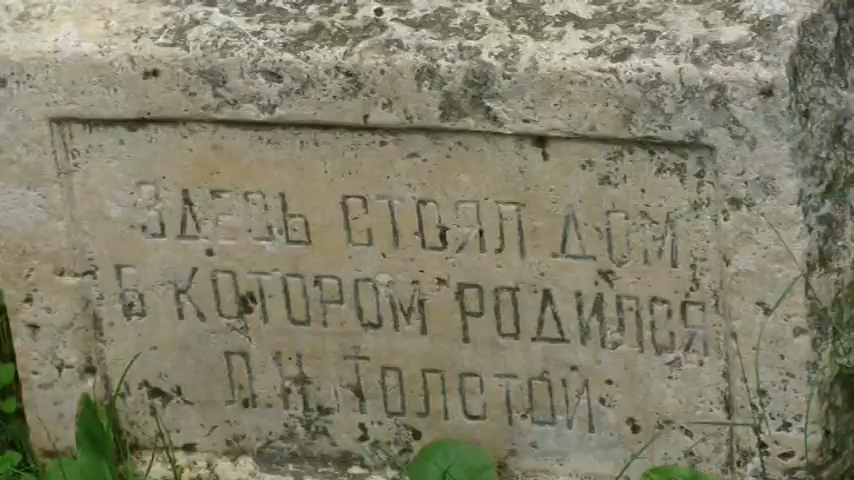 ЗДЕСЬ СТОЯЛ ДОМ
В КОТОРОМ РОДИЛСЯ
Л.Н.ТОЛСТОЙ